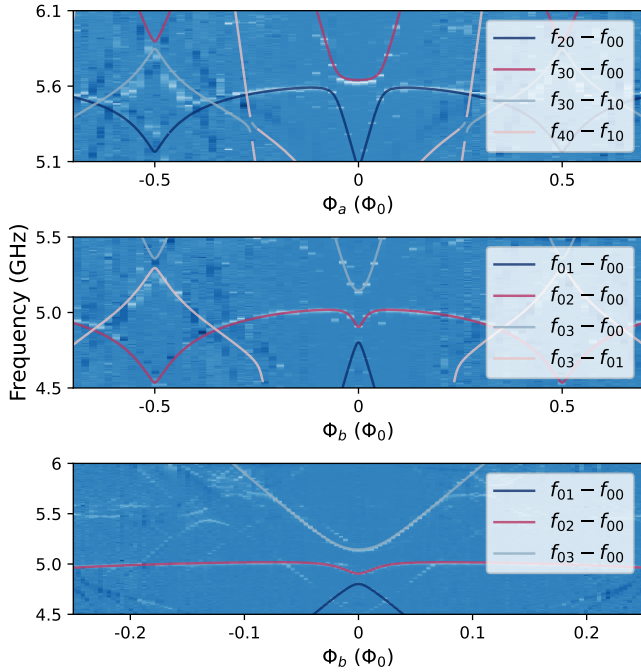 6.1
5.6
5.1
f20 − f00
f30 − f00
f30 − f10
f40 − f10
-0.5
0
0.5
Φa (Φ0)
Frequency (GHz)
5.5
5.0
4.5
f01 − f00
f02 − f00
f03 − f00
f03 − f01
-0.5
0
0.5
Φb (Φ0)
6
5.5
5.0
4.5
f01 − f00
f02 − f00
f03 − f00
-0.2
-0.1
0
0.1
0.2
Φb (Φ0)